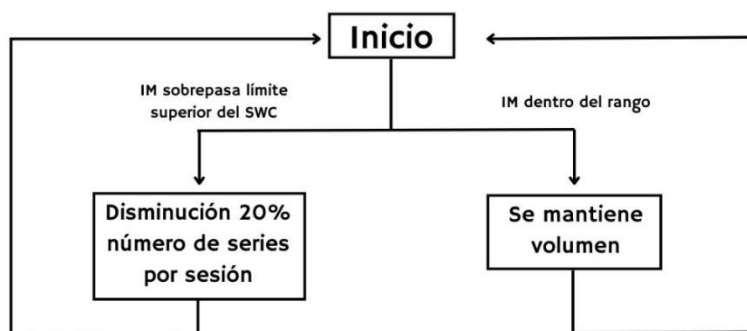 Inicio
IM sobrepasa límite
superior del SWC
IM dentro del rango
Disminución 20%
número de series
por sesión
Se mantiene
volumen